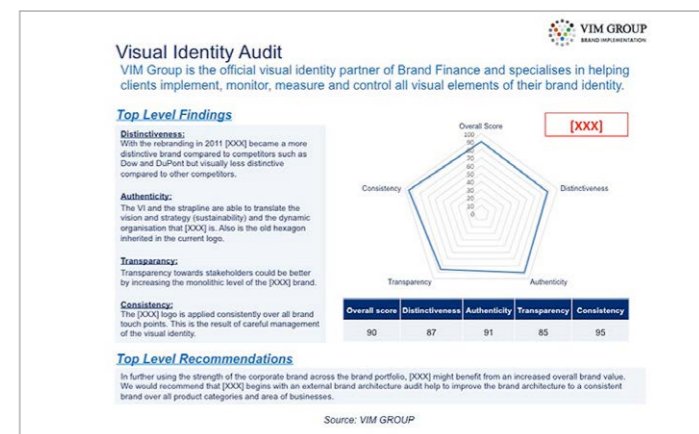 VIM GROUP
BRAND IMPLEMENTATION
Visual Identity Audit
VIM Group is the official visual identity partner of Brand Finance and specialises in helping
clients implement, monitor, measure and control all visual elements of their brand identity.
Top Level Findings
Distinctiveness:
With the rebranding in 2011 [XXX] became a more
distinctive brand compared to competitors such as
Dow and DuPont but visually less distinctive
compared to other competitors.
Authenticity:
The VI and the strapline are able to translate the
vision and strategy (sustainability) and the dynamic
organisation that [XXX] is. Also is the old hexagon
inherited in the current logo.
Transparancy:
Transparency towards stakeholders could be better
by increasing the monolithic level of the [XXX] brand.
Consistency:
The [XXX] logo is applied consistently over all brand
touch points. This is the result of careful management
of the visual identity.
[XXX]
Overall Score
100
90
80
70
60
50
40
30
20
10
0
Consistency
Distinctiveness
Transparency
Authenticity
Overall score Distinctiveness Authenticity Transparency Consistency
90 87 91 85 95
Top Level Recommendations
In further using the strength of the corporate brand across the brand portfolio, [XXX] might benefit from an increased overall brand value.
We would recommend that [XXX] begins with an external brand architecture audit help to improve the brand architecture to a consistent
brand over all product categories and area of businesses.
Source: VIM GROUP